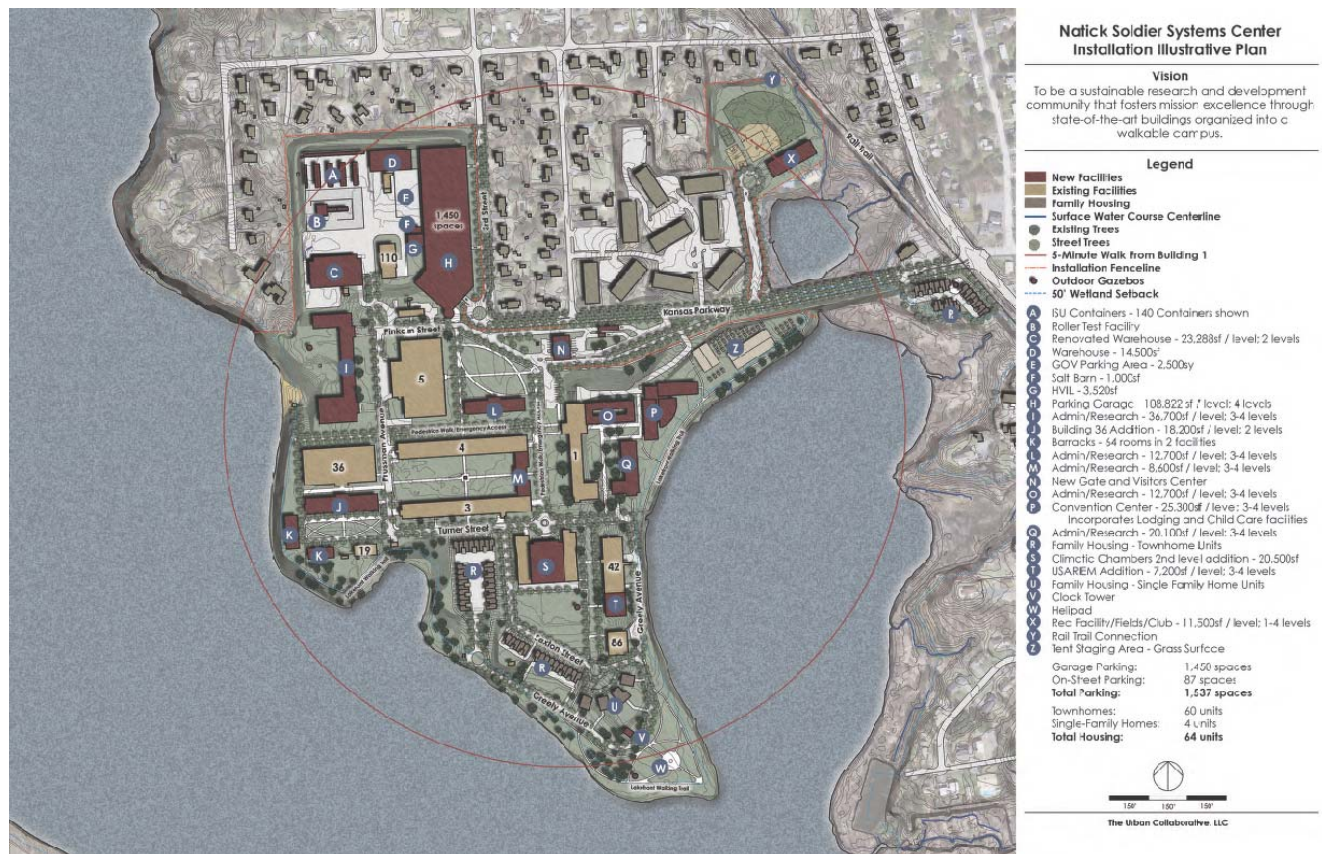 Natick Soldier Systems Center
Installation Illustrative Plan
Vision
To be a sustainable research and development
community that fosters mission excellence through
state-of-the-art buildings organized into a
walkable campus.
Legend
New Facilities
Existing Facilities
Family Housing
Surface Water Course Centerline
Existing Trees
Street Trees
5-Minute Walk from Building 1
Installation Fenceline
Outdoor Gazebos
50' Wetland Setback
A ISU Containers - 140 Containers shown
B Roller Test Facility
C Renovated Warehouse - 23,288sf / level; 2 levels
D Warehouse - 14,500sf
E GOV Parking Area - 2,500sy
F Salt Barn - 1,000sf
G HVIL - 3,520sf
H Parking Garage - 108,822 sf / level; 4 levels
I Admin/Research - 36,700sf / level; 3-4 levels
J Building 36 Addition - 18,200sf / level; 2 levels
K Barracks - 64 rooms in 2 facilities
L Admin/Research - 12,700sf / level; 3-4 levels
M Admin/Research - 8,600sf / level; 3-4 levels
N New Gate and Visitors Center
O Admin/Research - 12,700sf / level; 3-4 levels
P Convention Center - 25,300sf / level; 3-4 levels
Incorporates Lodging and Child Care facilities
Q Admin/Research - 20,100sf / level; 3-4 levels
R Family Housing - Townhome Units
S Climatic Chambers 2nd level addition - 20,500sf
T USARIEM Addition - 7,200sf / level; 3-4 levels
U Family Housing - Single Family Home Units
V Clock Tower
W Helipad
X Rec Facility/Fields/Club - 11,500sf / level; 1-4 levels
Y Rail Trail Connection
Z Tent Staging Area - Grass Surface
Garage Parking: 1,450 spaces
On-Street Parking: 87 spaces
Total Parking: 1,537 spaces
Townhomes: 60 units
Single-Family Homes: 4 units
Total Housing: 64 units
150' 150' 150'
The Urban Collaborative, LLC
Y
Rail Trail
X
A
D
F
B
F
1,450
spaces
3rd Street
G
110
C
H
Kansas Parkway
R
N
Z
I
5
L
O
P
Pedestrian Walk/Emergency Access
Prussman Avenue
4
1
36
M
Q
J
3
Turner Street
K
K
19
R
S
42
T
Greely Avenue
86
Sexton Street
R
Greely Avenue
U
V
W
Lakefront Walking Trail